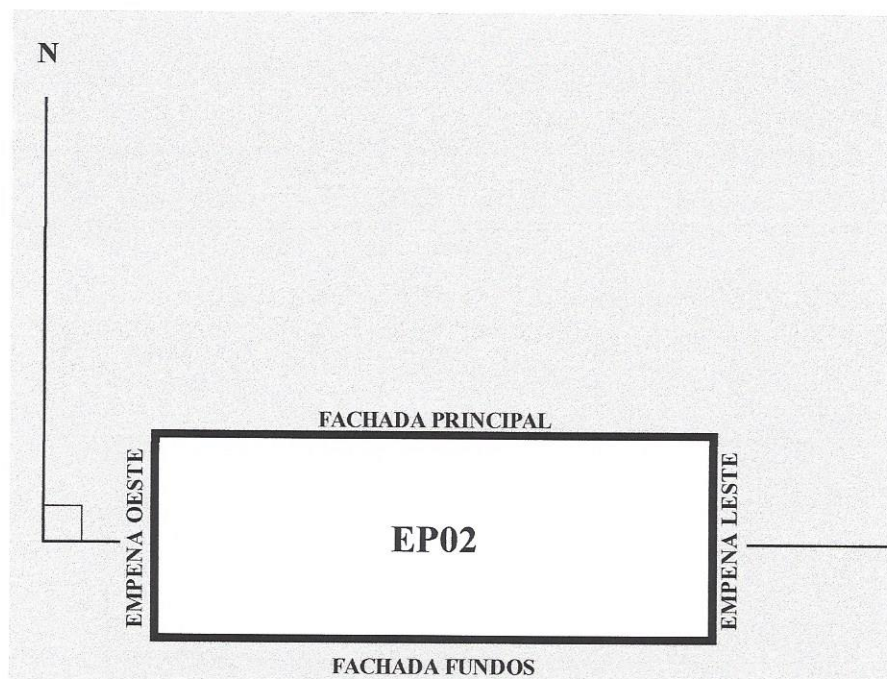 N
FACHADA PRINCIPAL
EMPENA OESTE
EP02
EMPENA LESTE
FACHADA FUNDOS